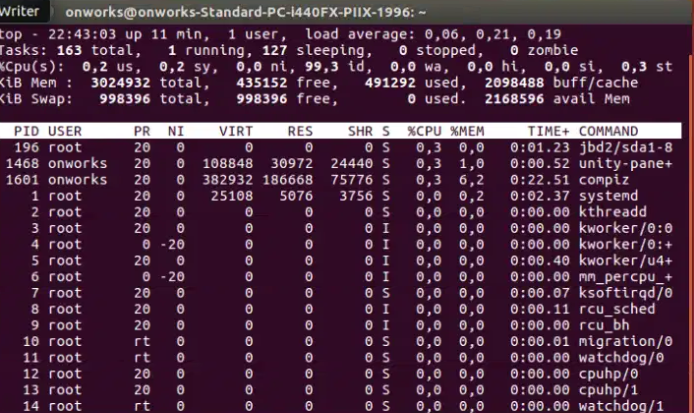 Writer
onworks@onworks-Standard-PC-i440FX-PIIX-1996: ~
top - 22:43:03 up 11 min,  1 user,  load average: 0,06, 0,21, 0,19
Tasks: 163 total,   1 running, 127 sleeping,   0 stopped,   0 zombie
%Cpu(s):  0,2 us,  0,2 sy,  0,0 ni, 99,3 id,  0,0 wa,  0,0 hi,  0,0 si,  0,3 st
KiB Mem :  3024932 total,   435152 free,   491292 used,  2098488 buff/cache
KiB Swap:   998396 total,   998396 free,        0 used.  2168596 avail Mem
PID USER      PR  NI    VIRT    RES    SHR S  %CPU %MEM     TIME+ COMMAND
196 root      20   0       0      0      0 S   0,3  0,0   0:01.23 jbd2/sda1-8
1468 onworks   20   0  108848  30972  24440 S   0,3  1,0   0:00.52 unity-pane+
1601 onworks   20   0  382932 186668  75776 S   0,3  6,2   0:22.51 compiz
1 root      20   0   25108   5076   3756 S   0,0  0,2   0:02.37 systemd
2 root      20   0       0      0      0 S   0,0  0,0   0:00.00 kthreadd
3 root      20   0       0      0      0 I   0,0  0,0   0:00.00 kworker/0:0
4 root       0 -20       0      0      0 I   0,0  0,0   0:00.00 kworker/0:+
5 root      20   0       0      0      0 I   0,0  0,0   0:00.40 kworker/u4+
6 root       0 -20       0      0      0 I   0,0  0,0   0:00.00 mm_percpu_+
7 root      20   0       0      0      0 S   0,0  0,0   0:00.07 ksoftirqd/0
8 root      20   0       0      0      0 I   0,0  0,0   0:00.11 rcu_sched
9 root      20   0       0      0      0 I   0,0  0,0   0:00.00 rcu_bh
10 root      rt   0       0      0      0 S   0,0  0,0   0:00.01 migration/0
11 root      rt   0       0      0      0 S   0,0  0,0   0:00.00 watchdog/0
12 root      20   0       0      0      0 S   0,0  0,0   0:00.00 cpuhp/0
13 root      20   0       0      0      0 S   0,0  0,0   0:00.00 cpuhp/1
14 root      rt   0       0      0      0 S   0,0  0,0   0:00.00 watchdog/1